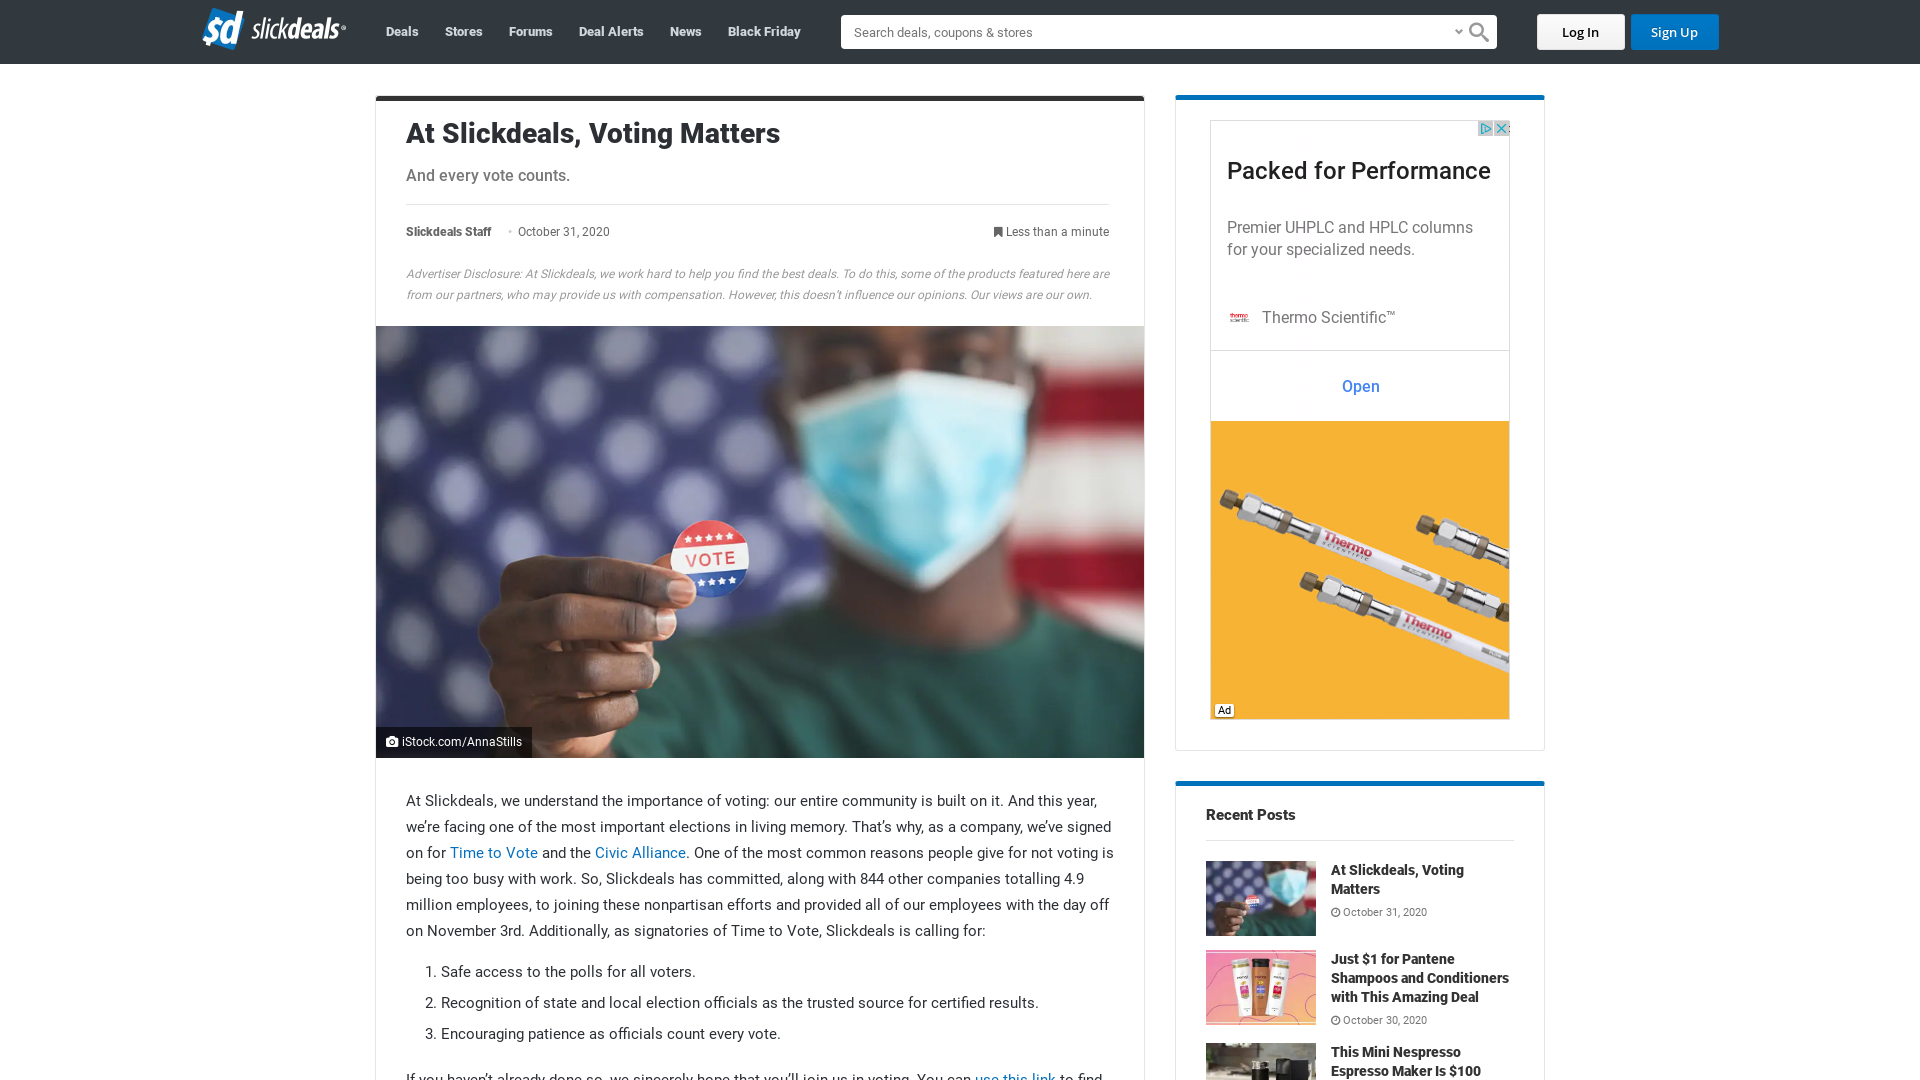 sd slickdeals
Deals
Stores
Forums
Deal Alerts
News
Black Friday
Search deals, coupons & stores
Log In
Sign Up
At Slickdeals, Voting Matters
And every vote counts.
Slickdeals Staff • October 31, 2020
Less than a minute
Advertiser Disclosure: At Slickdeals, we work hard to help you find the best deals. To do this, some of the products featured here are
from our partners, who may provide us with compensation. However, this doesn’t influence our opinions. Our views are our own.
VOTE
iStock.com/AnnaStills
At Slickdeals, we understand the importance of voting: our entire community is built on it. And this year,
we’re facing one of the most important elections in living memory. That’s why, as a company, we’ve signed
on for Time to Vote and the Civic Alliance. One of the most common reasons people give for not voting is
being too busy with work. So, Slickdeals has committed, along with 844 other companies totalling 4.9
million employees, to joining these nonpartisan efforts and provided all of our employees with the day off
on November 3rd. Additionally, as signatories of Time to Vote, Slickdeals is calling for:
1. Safe access to the polls for all voters.
2. Recognition of state and local election officials as the trusted source for certified results.
3. Encouraging patience as officials count every vote.
If you haven’t already done so, we sincerely hope that you’ll join us in voting. You can use this link to find
Packed for Performance
Premier UHPLC and HPLC columns
for your specialized needs.
thermo
scientific
Thermo Scientific™
Open
Thermo
SCIENTIFIC
Thermo
SCIENTIFIC
Ad
Recent Posts
At Slickdeals, Voting
Matters
October 31, 2020
Just $1 for Pantene
Shampoos and Conditioners
with This Amazing Deal
October 30, 2020
This Mini Nespresso
Espresso Maker Is $100